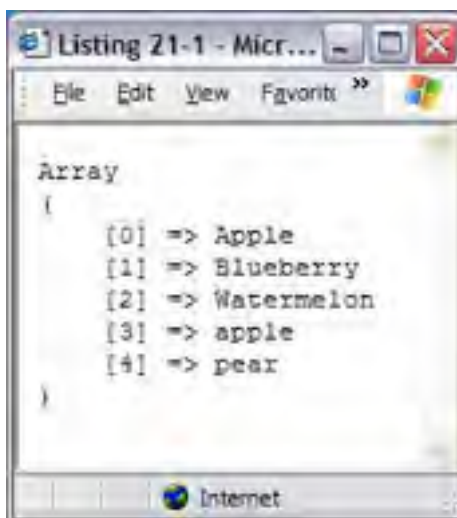 Listing 21-1 - Micr...
File Edit View Favorite »
Array
(
[0] => Apple
[1] => Blueberry
[2] => Watermelon
[3] => apple
[4] => pear
)
Internet